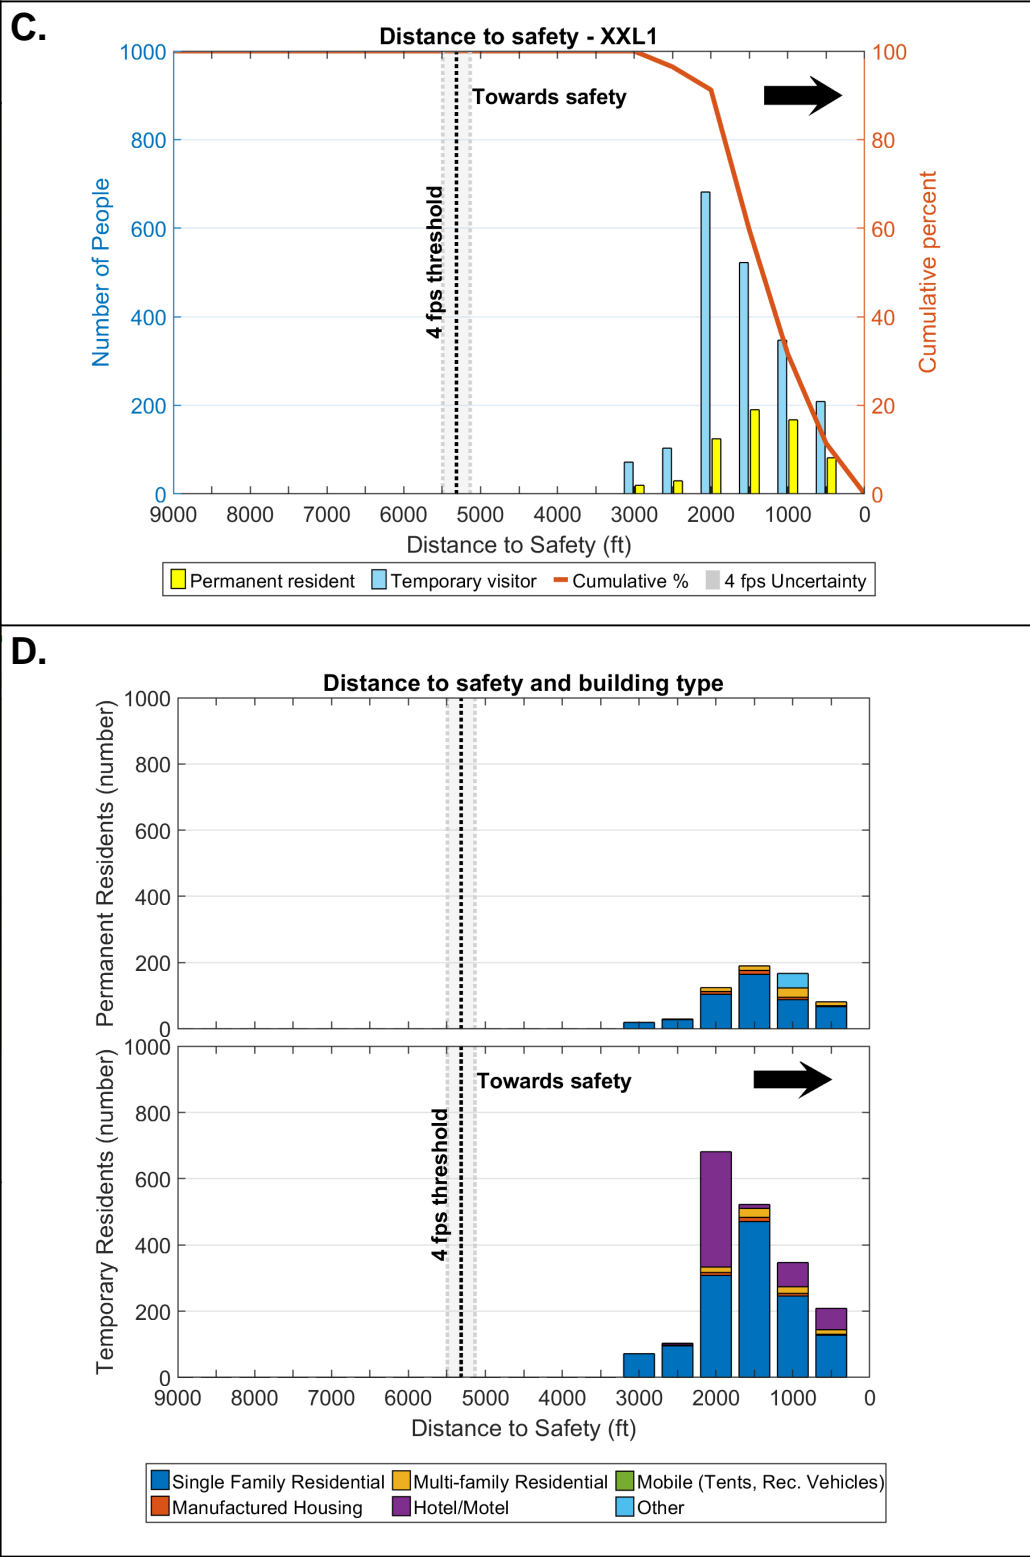 C.
Distance to safety - XXL1
1000
800
600
400
200
0
Number of People
100
80
60
40
20
0
Cumulative percent
Towards safety
4 fps threshold
9000 8000 7000 6000 5000 4000 3000 2000 1000 0
Distance to Safety (ft)
Permanent resident Temporary visitor Cumulative % 4 fps Uncertainty
D.
Distance to safety and building type
1000
800
600
400
200
0
Permanent Residents (number)
1000
800
600
400
200
0
Temporary Residents (number)
Towards safety
4 fps threshold
9000 8000 7000 6000 5000 4000 3000 2000 1000 0
Distance to Safety (ft)
Single Family Residential Multi-family Residential Mobile (Tents, Rec. Vehicles)
Manufactured Housing Hotel/Motel Other